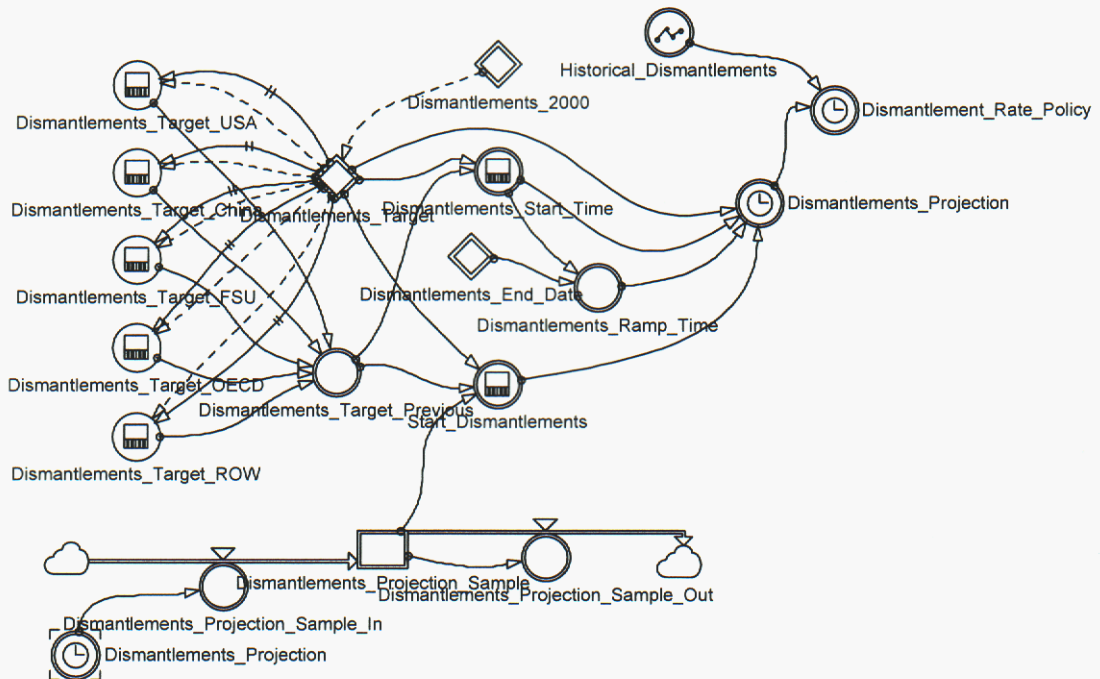 Historical_Dismantlements
Dismantlements_2000
Dismantlement_Rate_Policy
Dismantlements_Target_USA
Dismantlements_Target_China
Dismantlements_Target
Dismantlements_Start_Time
Dismantlements_Projection
Dismantlements_Target_FSU
Dismantlements_End_Date
Dismantlements_Ramp_Time
Dismantlements_Target_OECD
Dismantlements_Target_Previous
Start_Dismantlements
Dismantlements_Target_ROW
Dismantlements_Projection_Sample
Dismantlements_Projection_Sample_Out
Dismantlements_Projection_Sample_In
Dismantlements_Projection